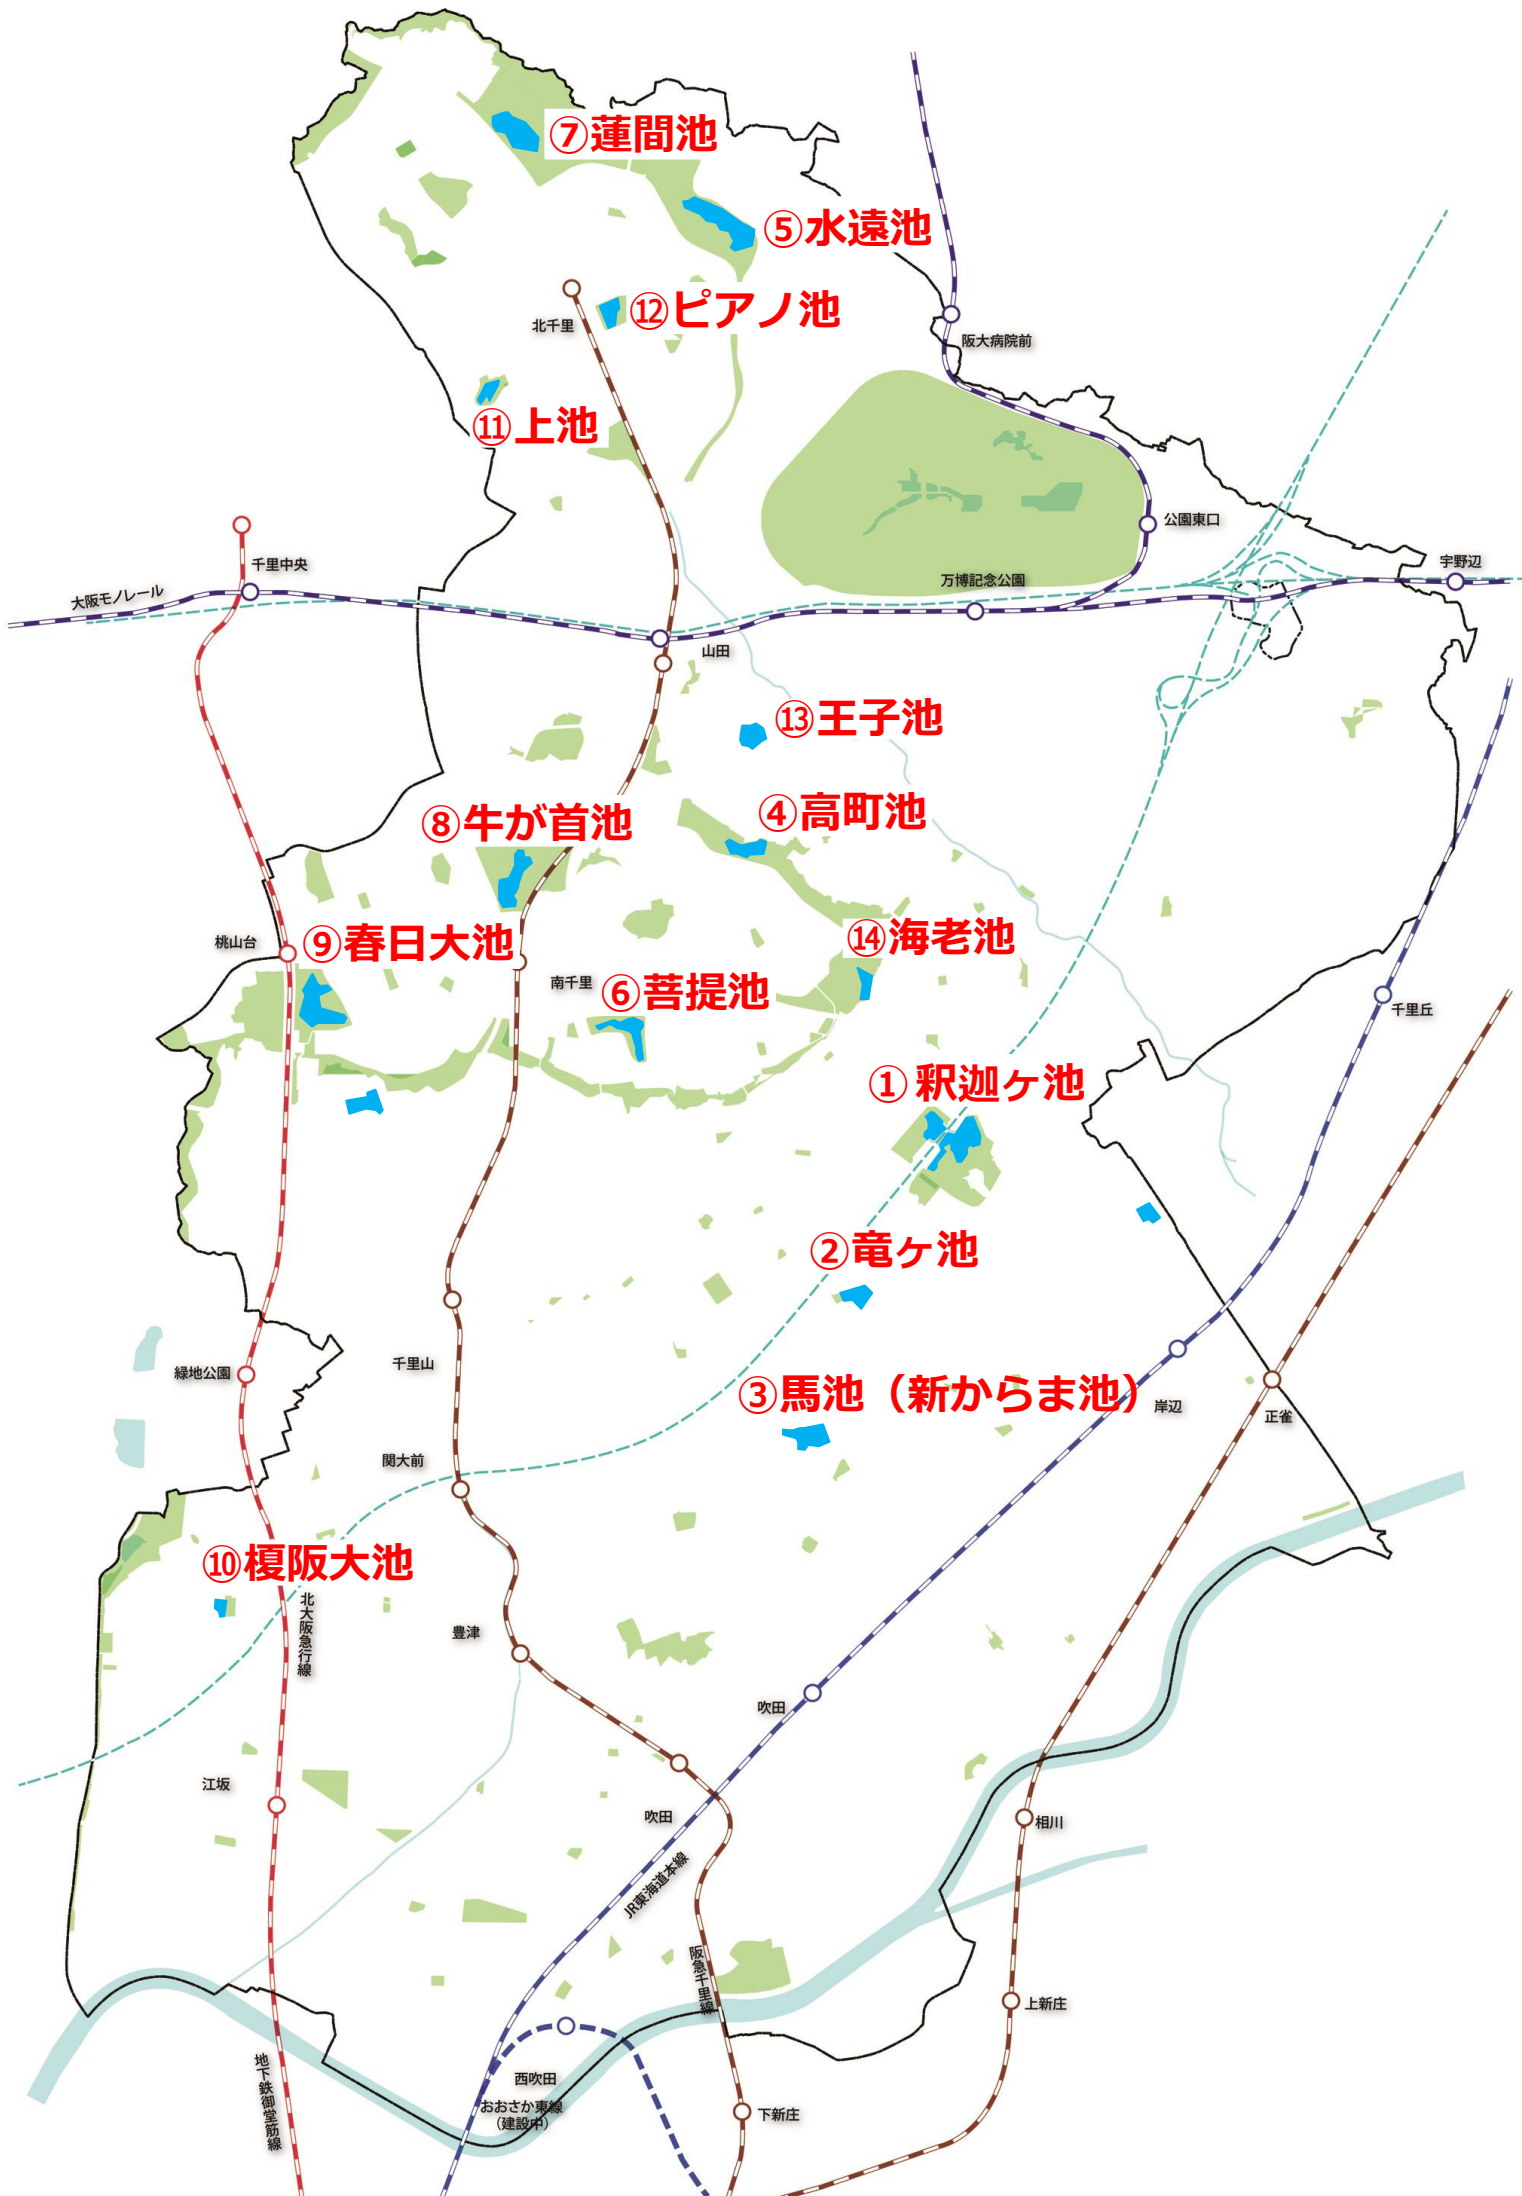 ⑦蓮間池
⑤水遠池
⑫ピアノ池
北千里
阪大病院前
⑪上池
公園東口
千里中央
宇野辺
万博記念公園
大阪モノレール
山田
⑬王子池
④高町池
⑧牛が首池
⑨春日大池
桃山台
⑭海老池
南千里
⑥菩提池
千里丘
①釈迦ヶ池
②竜ヶ池
千里山
緑地公園
③馬池（新からま池）
岸辺
正雀
関大前
⑩榎阪大池
北大阪急行線
豊津
吹田
江坂
吹田
相川
JR東海道本線
阪急千里線
上新庄
地下鉄御堂筋線
西吹田
おおさか東線
（建設中）
下新庄